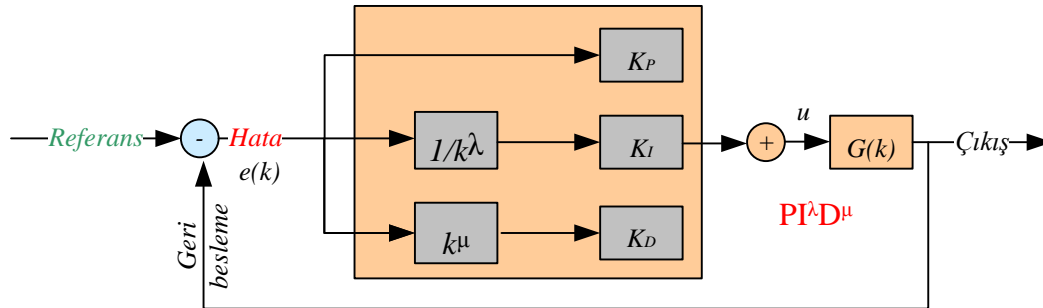 K_P
Referans
-
Hata
e(k)
1/k^λ
K_I
+
u
G(k)
Çıkış
PI^λD^μ
Geri
besleme
k^μ
K_D